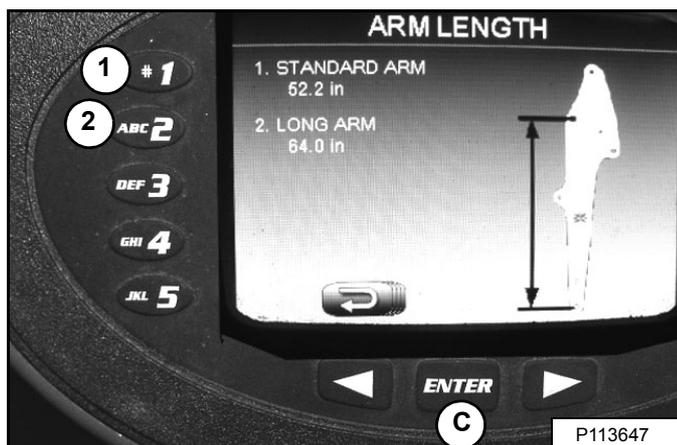 ARM LENGTH
1. STANDARD ARM
52.2 in
2. LONG ARM
64.0 in
1
# 1
2
ABC 2
DEF 3
GHI 4
JKL 5
ENTER
C
P113647